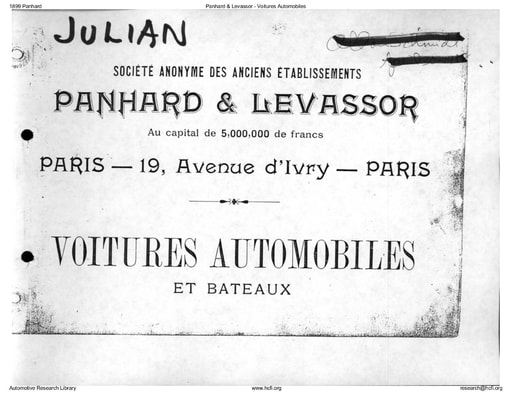 1899 Panhard
Panhard & Levassor - Voitures Automobiles
JULIAN
SOCIÉTÉ ANONYME DES ANCIENS ÉTABLISSEMENTS
PANHARD & LEVASSOR
Au capital de 5,000,000 de francs
PARIS — 19, Avenue d'Ivry — PARIS
VOITURES AUTOMOBILES
ET BATEAUX
Automotive Research Library
www.hcfi.org
research@hcfi.org